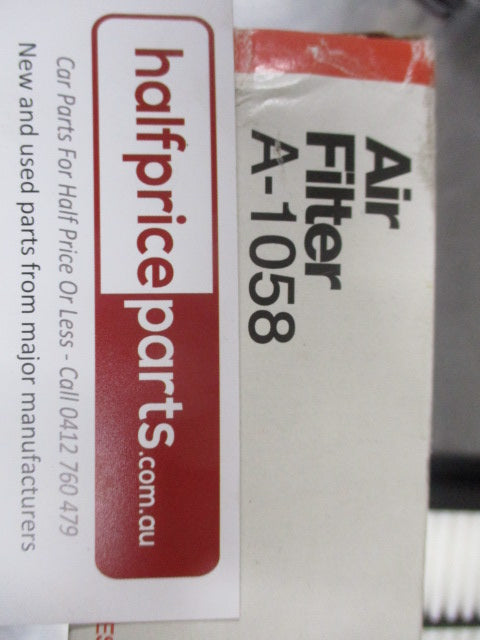 Air
Filter
A-1058
halfpriceparts.com.au
Car Parts For Half Price Or Less - Call 0412 760 479
New and used parts from major manufacturers
ES